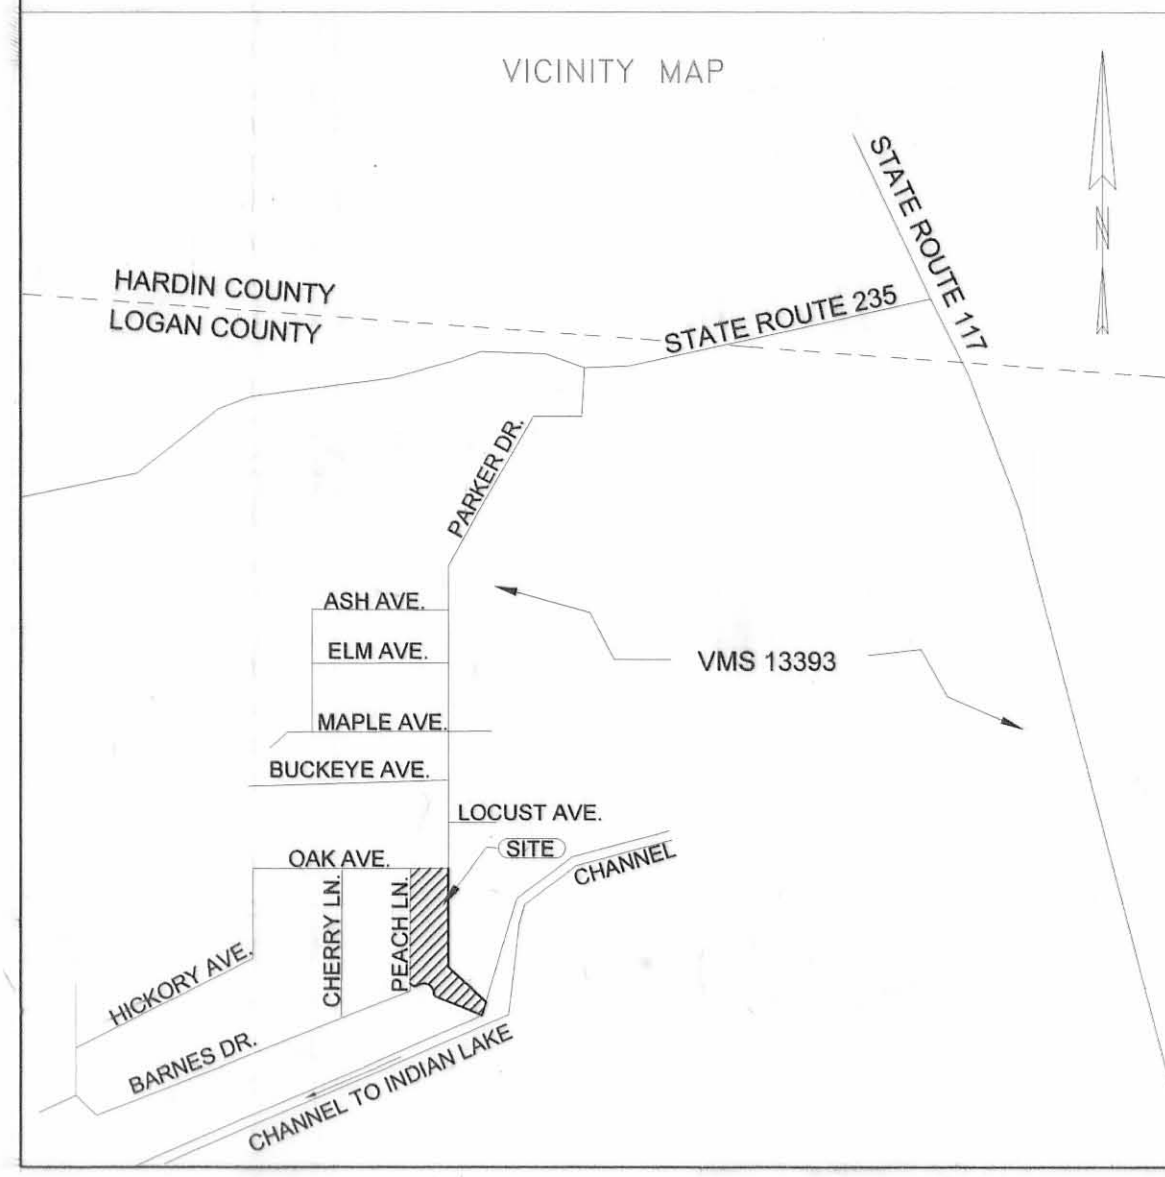 VICINITY MAP
N
STATE ROUTE 117
HARDIN COUNTY
LOGAN COUNTY
STATE ROUTE 235
PARKER DR.
ASH AVE.
ELM AVE.
VMS 13393
MAPLE AVE.
BUCKEYE AVE.
LOCUST AVE.
SITE
OAK AVE.
CHANNEL
CHERRY LN.
PEACH LN.
HICKORY AVE.
BARNES DR.
CHANNEL TO INDIAN LAKE